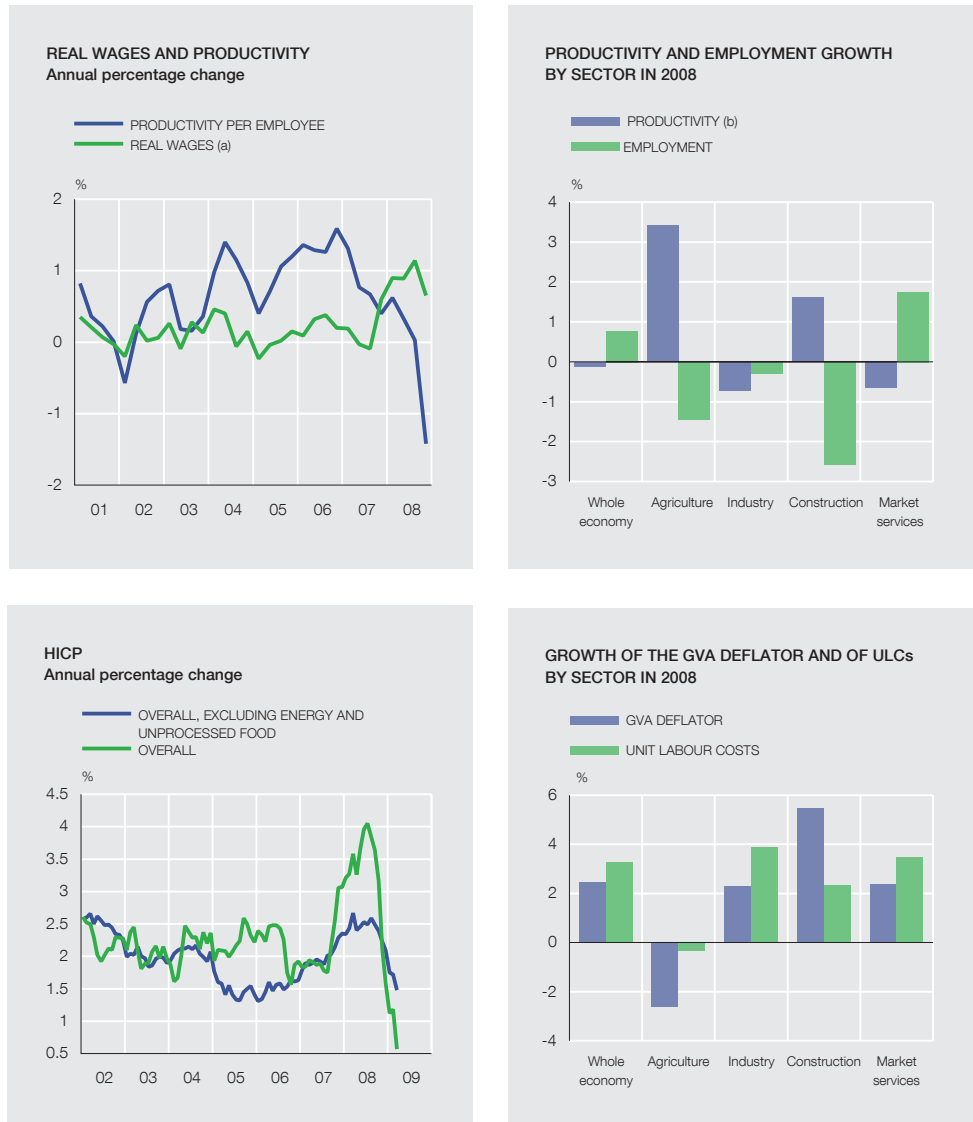 REAL WAGES AND PRODUCTIVITY
Annual percentage change
PRODUCTIVITY PER EMPLOYEE
REAL WAGES (a)
%
2
1
0
-1
-2
01 02 03 04 05 06 07 08
PRODUCTIVITY AND EMPLOYMENT GROWTH
BY SECTOR IN 2008
PRODUCTIVITY (b)
EMPLOYMENT
%
4
3
2
1
0
-1
-2
-3
Whole Agriculture Industry Construction Market
economy services
HICP
Annual percentage change
OVERALL, EXCLUDING ENERGY AND
UNPROCESSED FOOD
OVERALL
%
4.5
4
3.5
3
2.5
2
1.5
1
0.5
02 03 04 05 06 07 08 09
GROWTH OF THE GVA DEFLATOR AND OF ULCs
BY SECTOR IN 2008
GVA DEFLATOR
UNIT LABOUR COSTS
%
6
4
2
0
-2
-4
Whole Agriculture Industry Construction Market
economy services